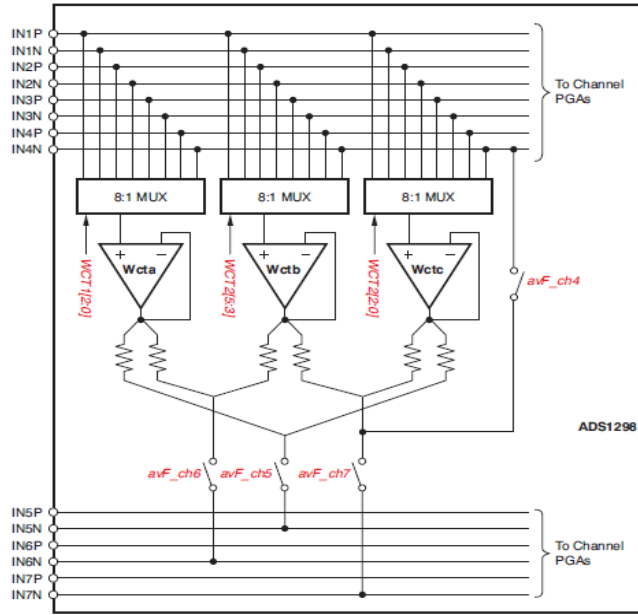 IN1P
IN1N
IN2P
IN2N
IN3P
IN3N
IN4P
IN4N
To Channel
PGAs
8:1 MUX
8:1 MUX
8:1 MUX
+ −
+ −
+ −
Wcta
Wctb
Wctc
WCT1[2:0]
WCT2[5:3]
WCT2[2:0]
avF_ch4
ADS1298
avF_ch6
avF_ch5
avF_ch7
IN5P
IN5N
IN6P
IN6N
IN7P
IN7N
To Channel
PGAs